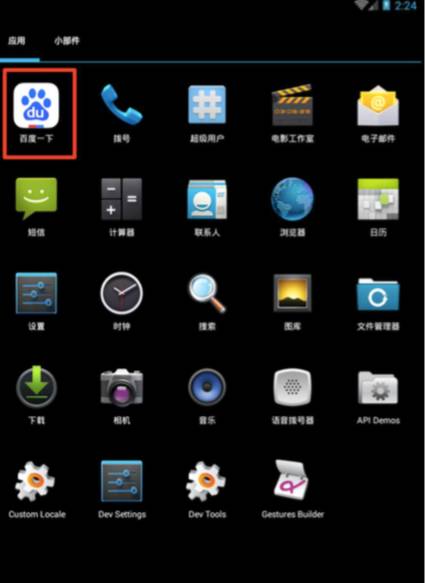 2:24
应用 小部件
du
百度一下 拨号 超级用户 电影工作室 电子邮件
短信 计算器 联系人 浏览器 日历
设置 时钟 搜索 图库 文件管理器
下载 相机 音乐 语音拨号器 API Demos
Custom Locale Dev Settings Dev Tools Gestures Builder